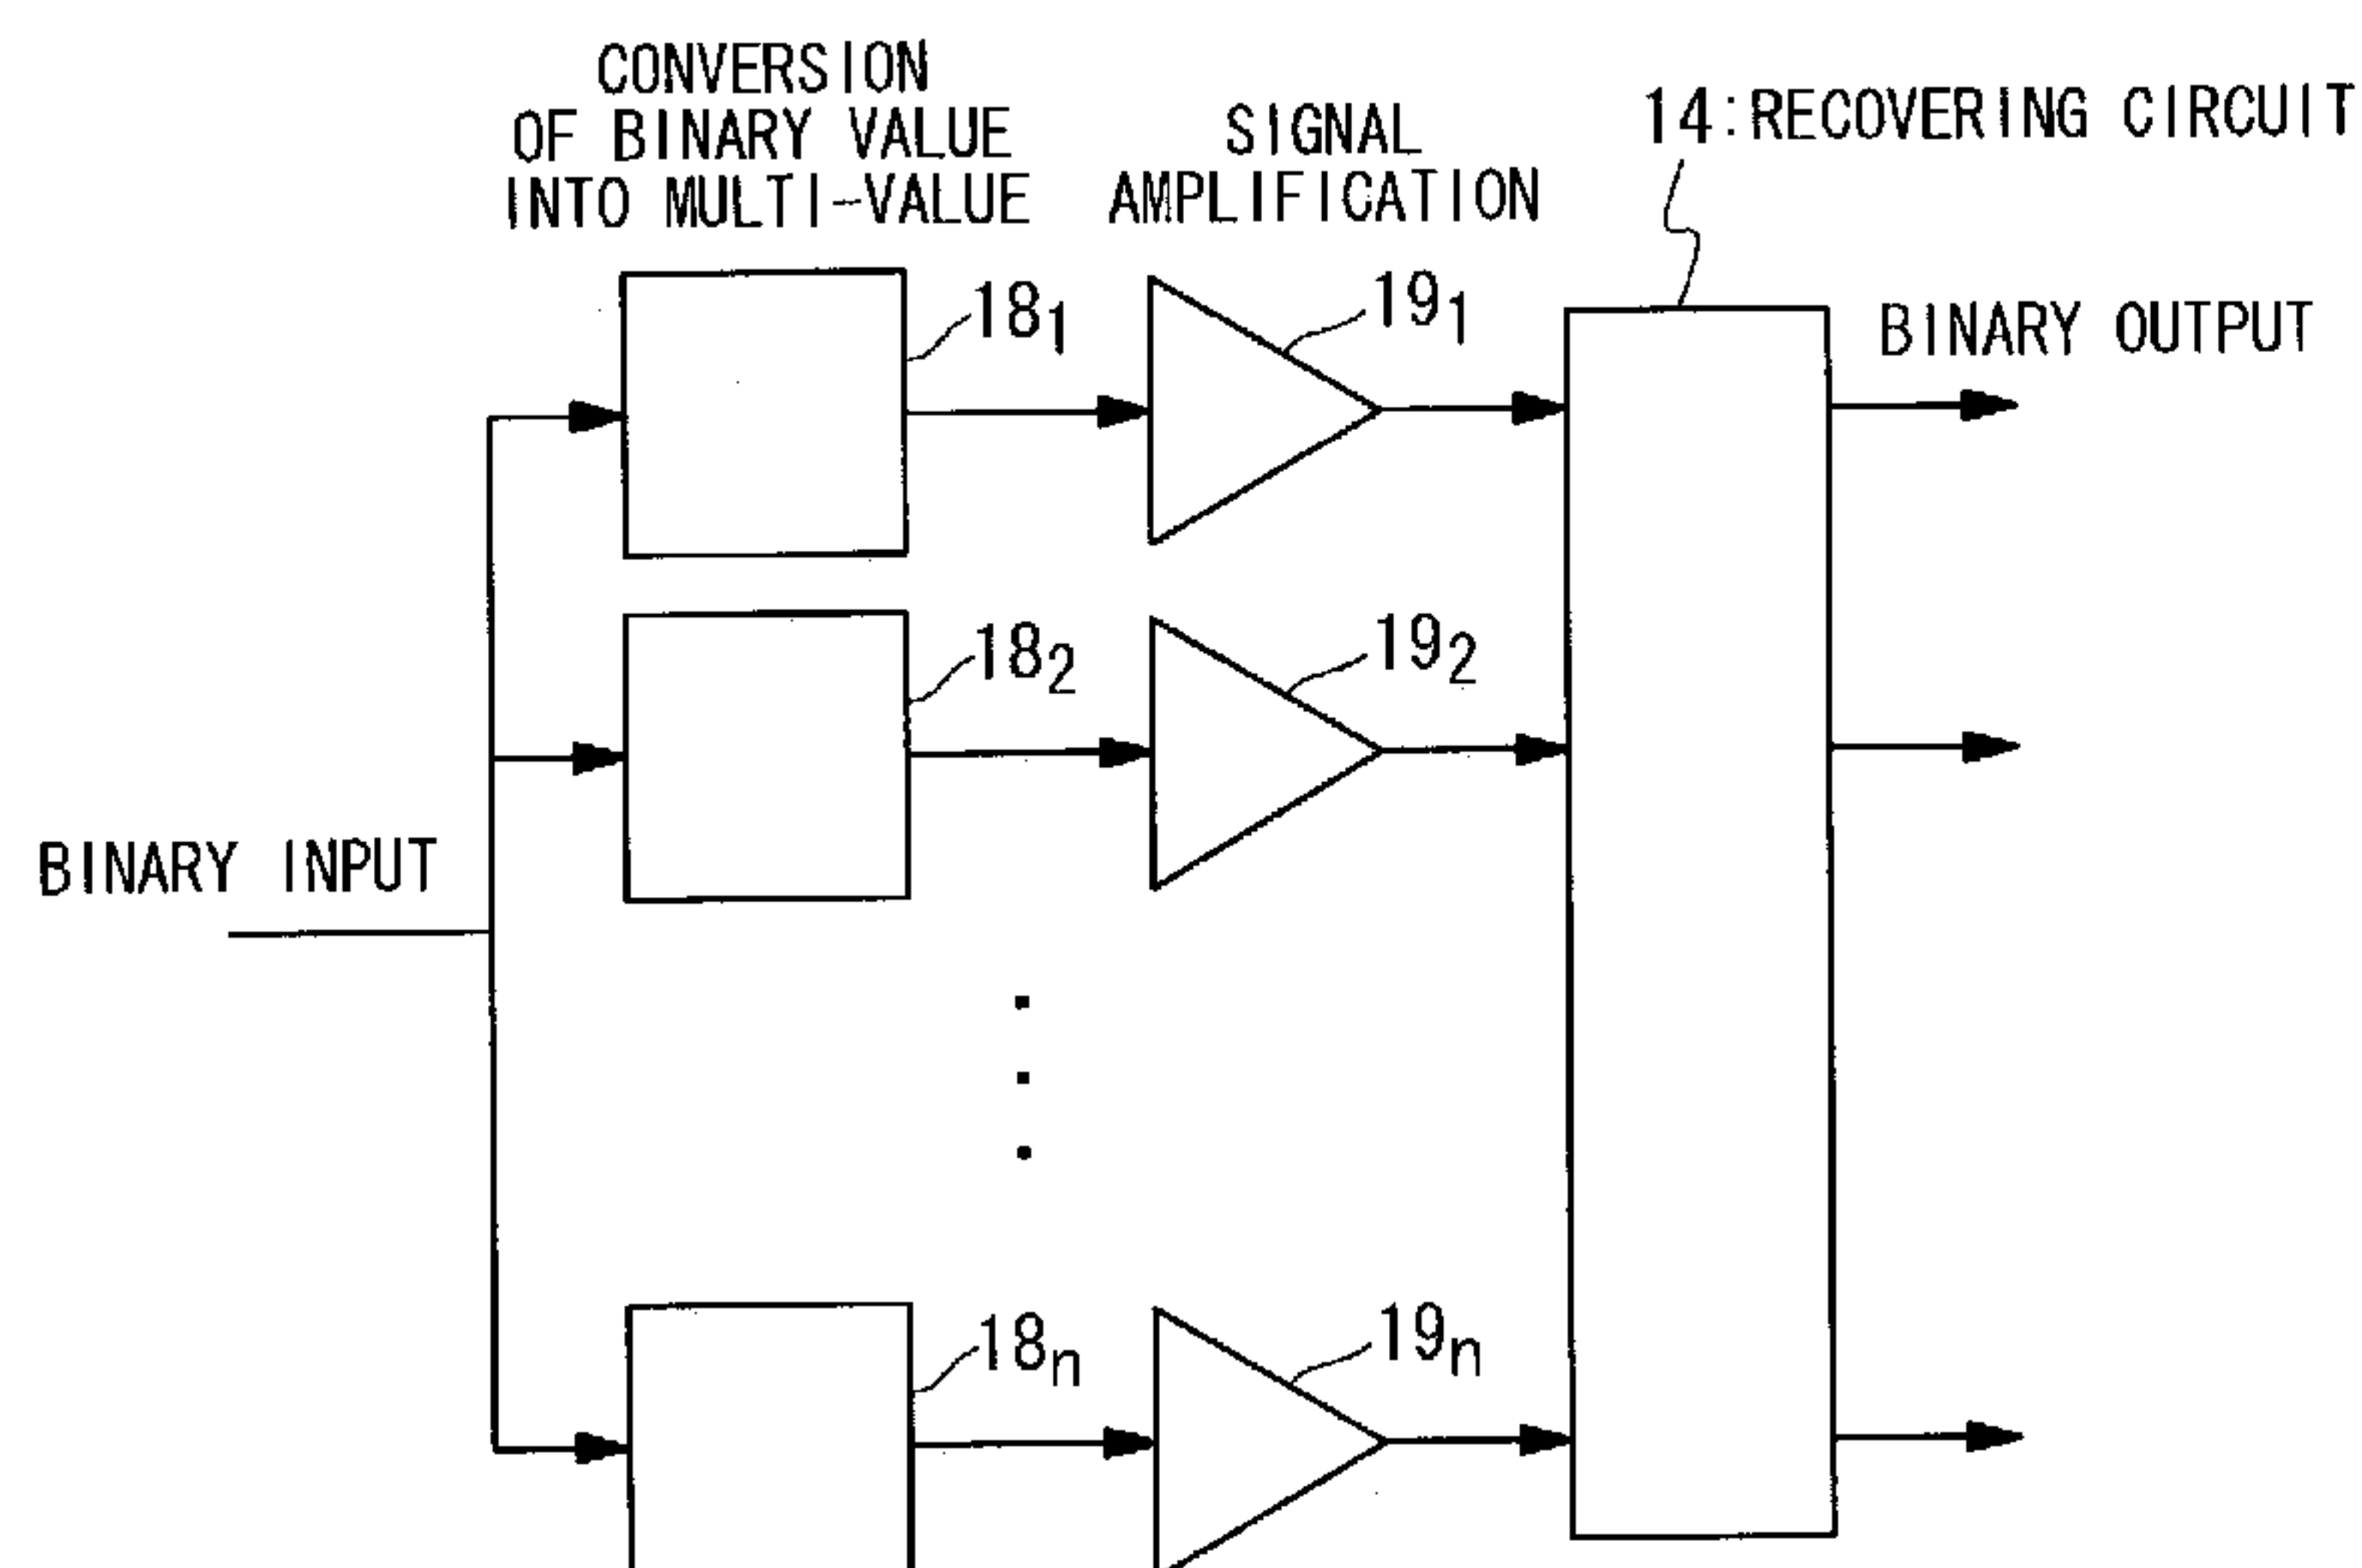 CONVERSION
OF BINARY VALUE
INTO MULTI-VALUE
SIGNAL
AMPLIFICATION
14:RECOVERING CIRCUIT
18₁
19₁
BINARY OUTPUT
18₂
19₂
BINARY INPUT
18ₙ
19ₙ